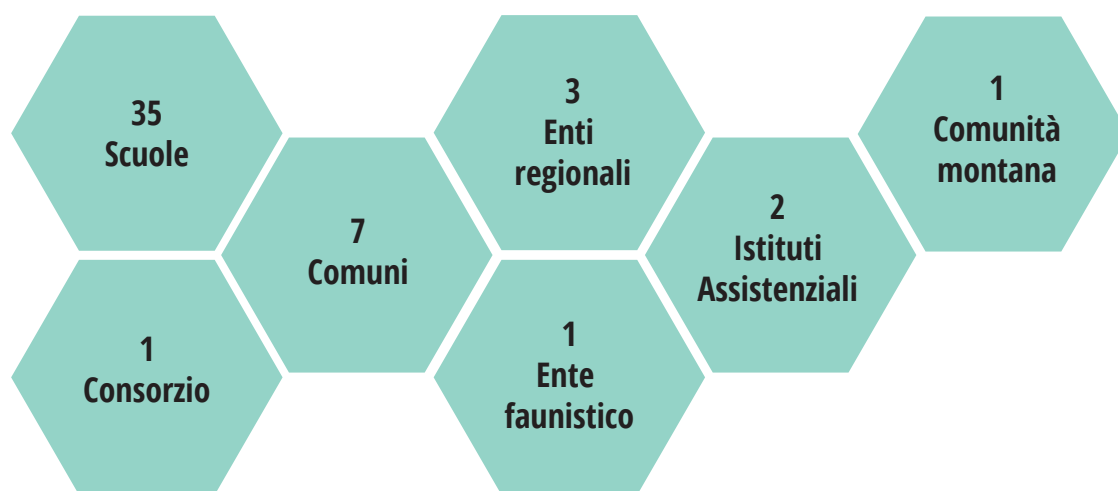 35
Scuole
3
Enti
regionali
1
Comunità
montana
7
Comuni
2
Istituti
Assistenziali
1
Consorzio
1
Ente
faunistico